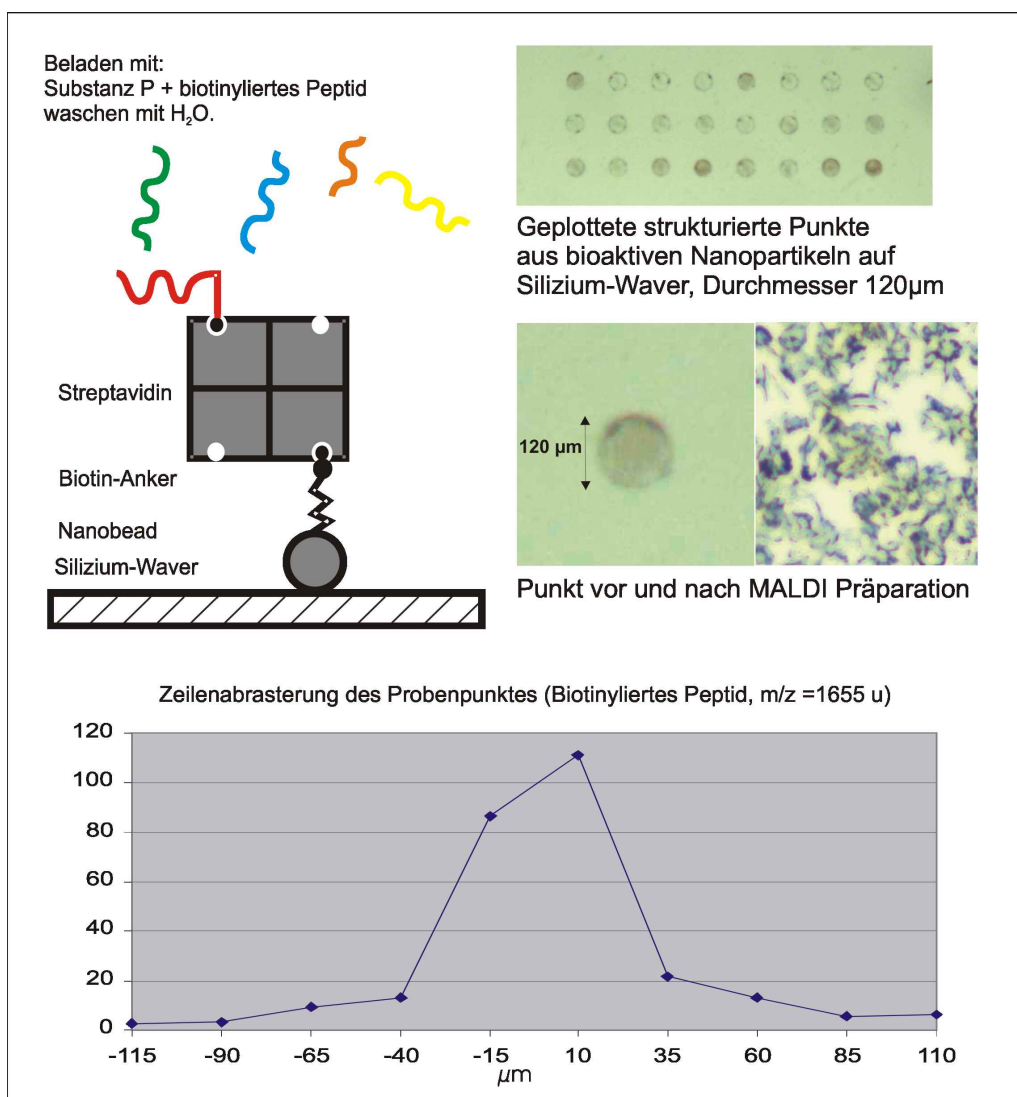 Beladen mit:
Substanz P + biotinyliertes Peptid
waschen mit H₂O.
Streptavidin
Biotin-Anker
Nanobead
Silizium-Waver
Geplottete strukturierte Punkte
aus bioaktiven Nanopartikeln auf
Silizium-Waver, Durchmesser 120µm
120 µm
Punkt vor und nach MALDI Präparation
Zeilenabrasterung des Probenpunktes (Biotinyliertes Peptid, m/z =1655 u)
120
100
80
60
40
20
0
-115 -90 -65 -40 -15 10 35 60 85 110
µm